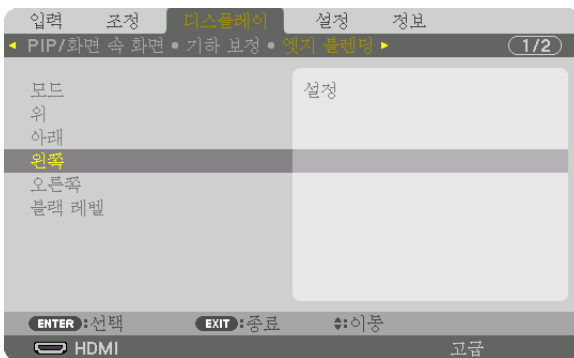 입력 조정 디스플레이 설정 정보
◀ PIP/화면 속 화면 ● 기하 보정 ● 엣지 블렌딩 ▶ 1/2
모드 설정
위
아래
왼쪽
오른쪽
블랙 레벨
ENTER :선택 EXIT :종료 :이동
HDMI 고급